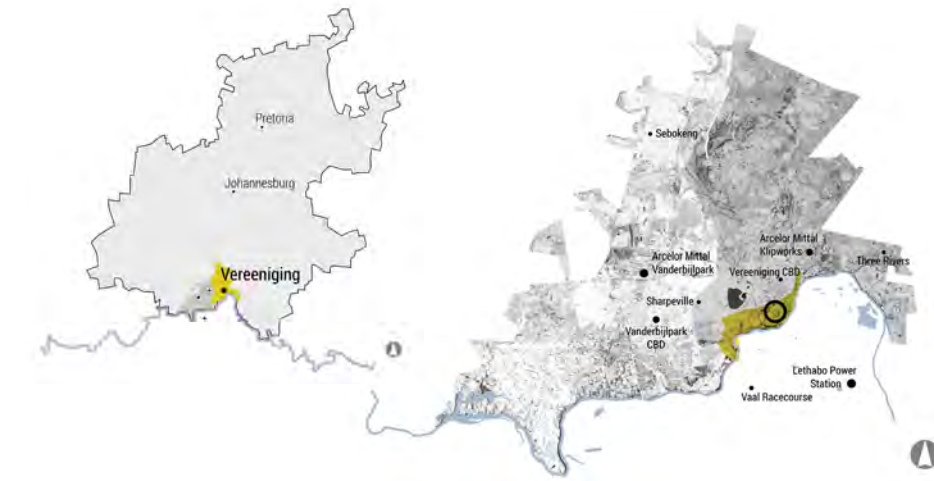 Pretoria
Johannesburg
Vereeniging
Sebokeng
Arcelor Mittal
Klipworks
Three Rivers
Arcelor Mittal
Vanderbijlpark
Vereeniging CBD
Sharpeville
Vanderbijlpark
CBD
Lethabo Power
Station
Vaal Racecourse